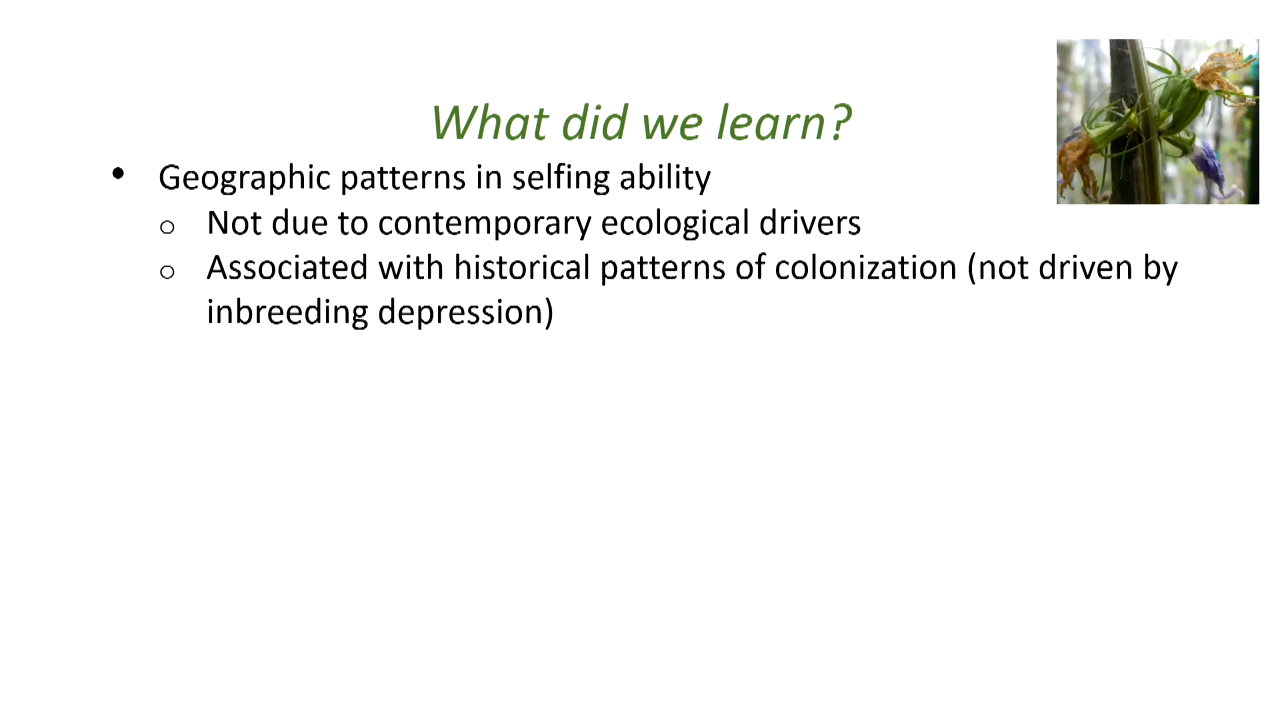 What did we learn?
• Geographic patterns in selfing ability
o Not due to contemporary ecological drivers
o Associated with historical patterns of colonization (not driven by
inbreeding depression)